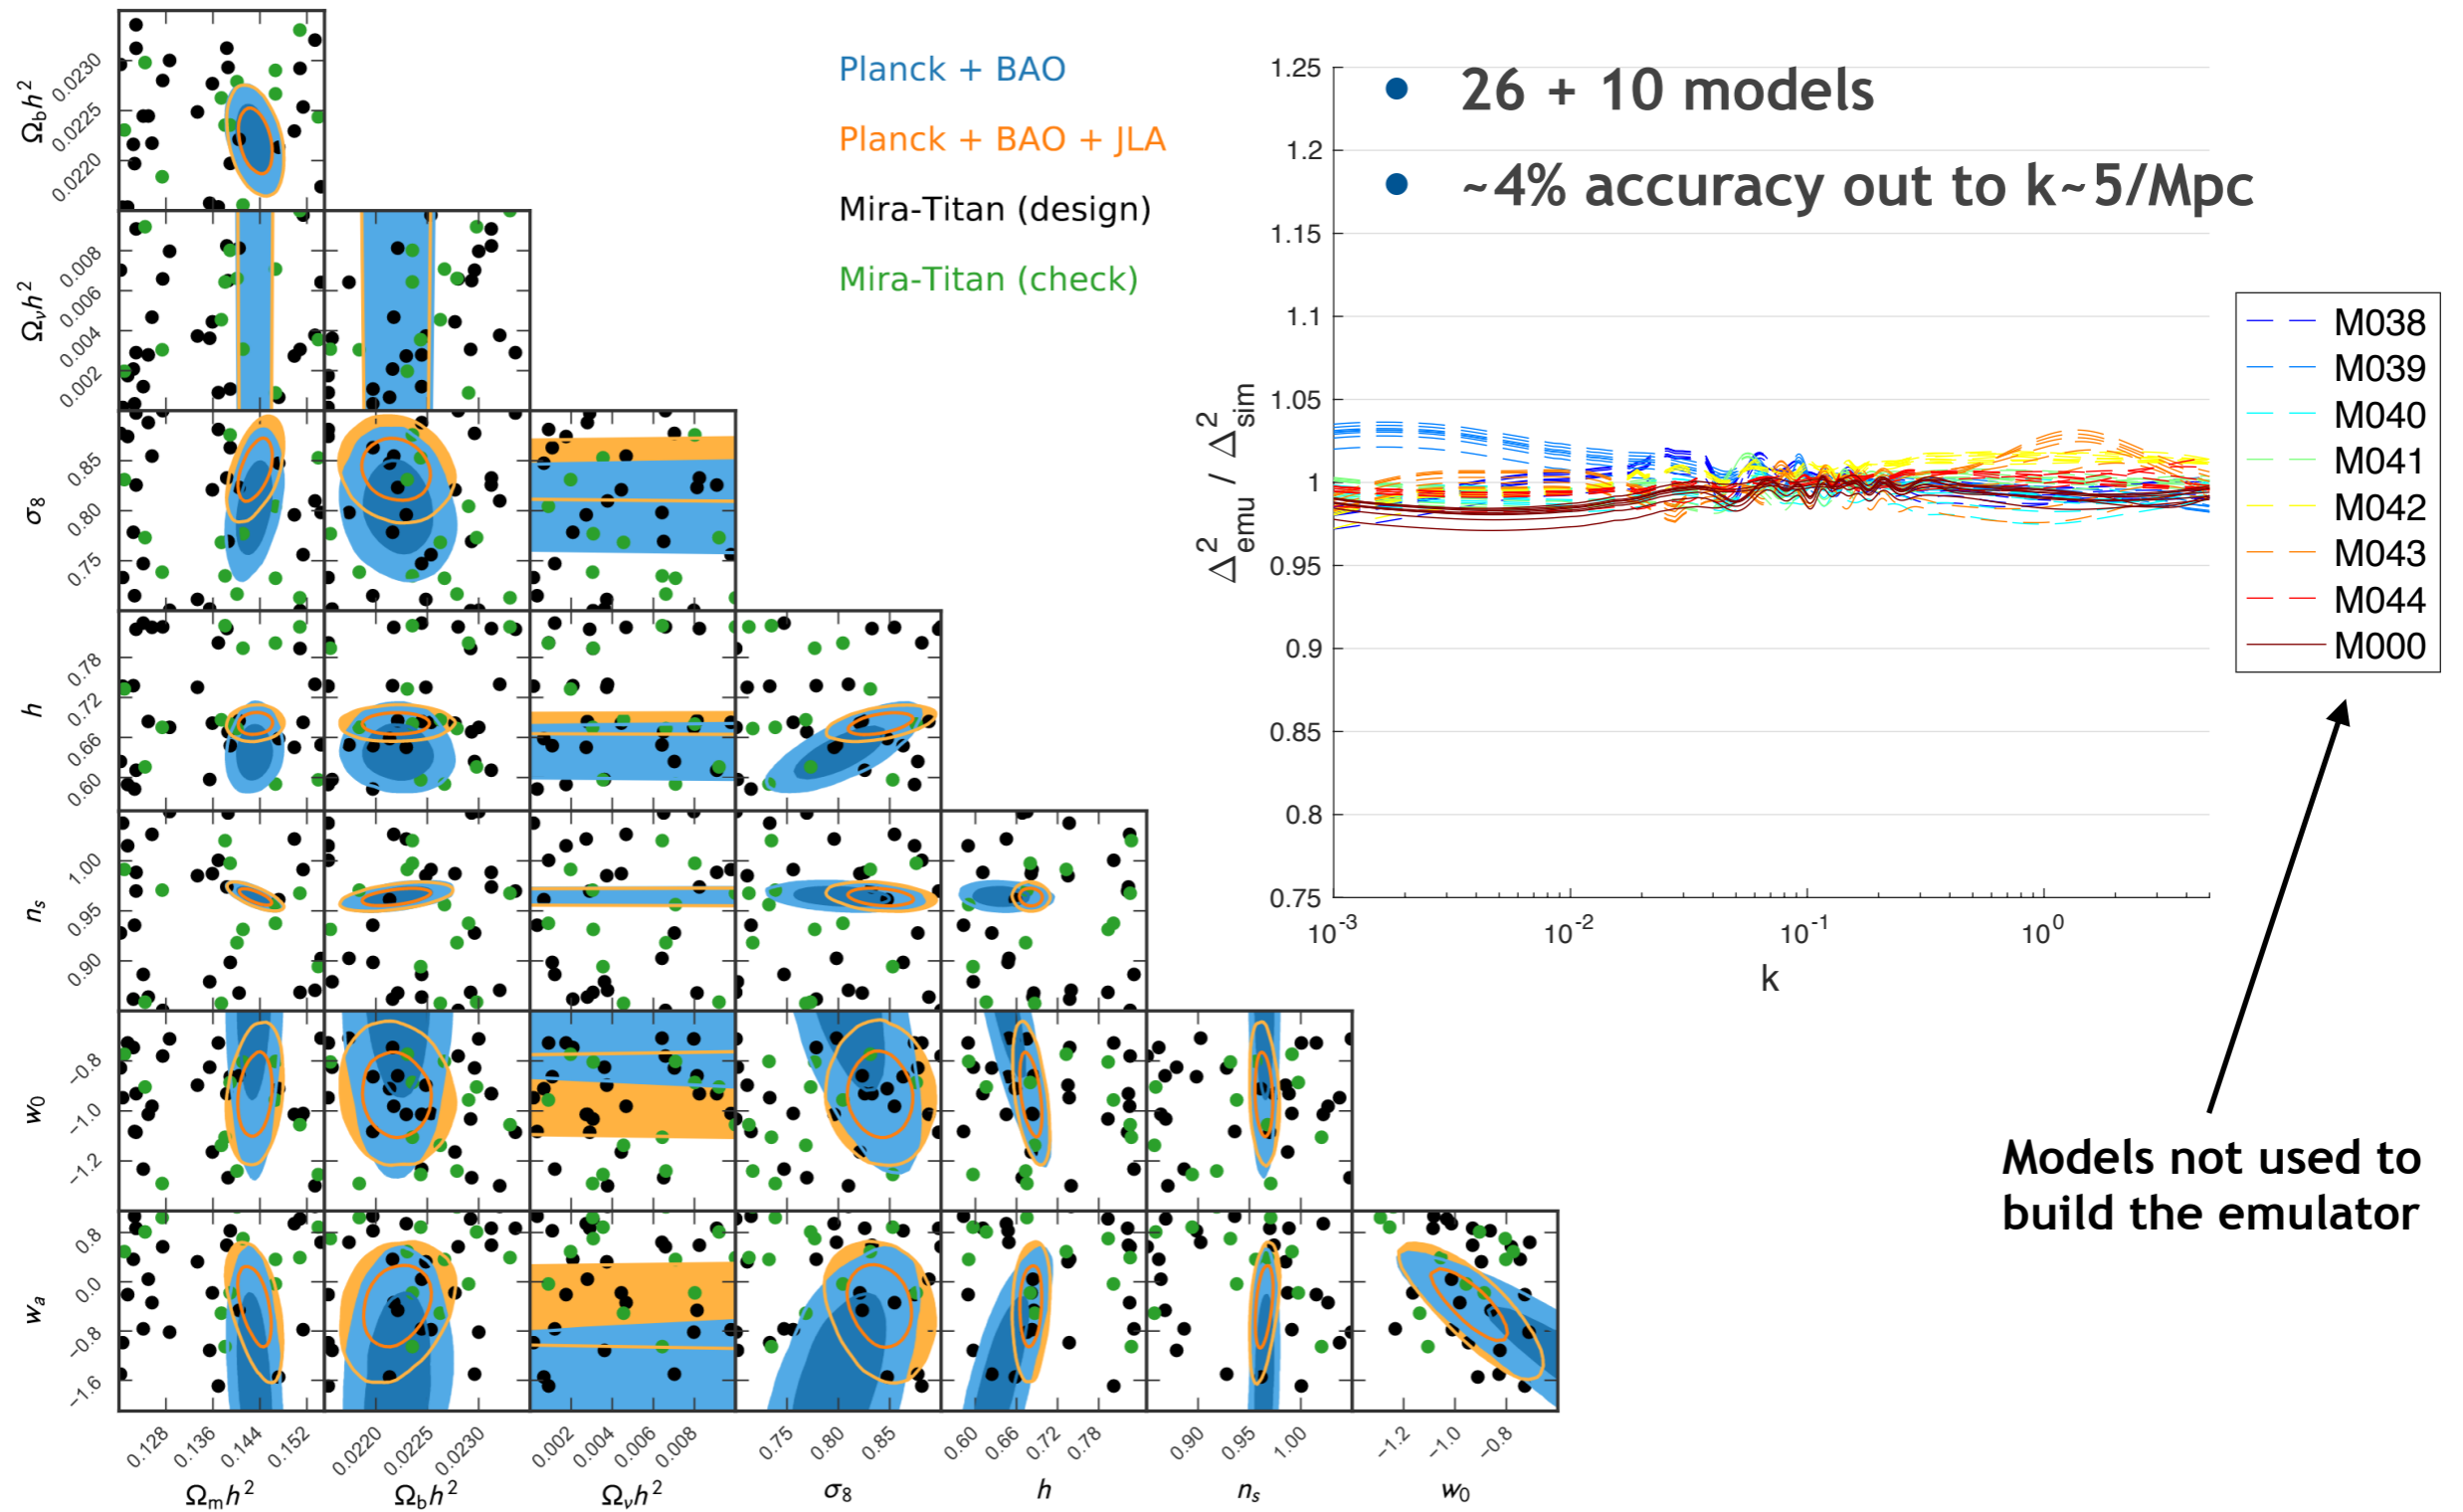 Planck + BAO
Planck + BAO + JLA
Mira-Titan (design)
Mira-Titan (check)
• 26 + 10 models
• ~4% accuracy out to k~5/Mpc
1.25
1.2
1.15
1.1
1.05
1
0.95
0.9
0.85
0.8
0.75
Δ²emu / Δ²sim
10⁻³ 10⁻² 10⁻¹ 10⁰
k
M038
M039
M040
M041
M042
M043
M044
M000
Models not used to
build the emulator
Ωbh²
0.0230
0.0225
0.0220
Ωνh²
0.008
0.006
0.004
0.002
σ8
0.85
0.80
0.75
h
0.78
0.72
0.66
0.60
ns
1.00
0.95
0.90
w0
−0.8
−1.0
−1.2
wa
0.8
0.0
−0.8
−1.6
0.128 0.136 0.144 0.152 0.0220 0.0225 0.0230 0.002 0.004 0.006 0.008 0.75 0.80 0.85 0.60 0.66 0.72 0.78 0.90 0.95 1.00 −1.2 −1.0 −0.8
Ωmh² Ωbh² Ωνh² σ8 h ns w0